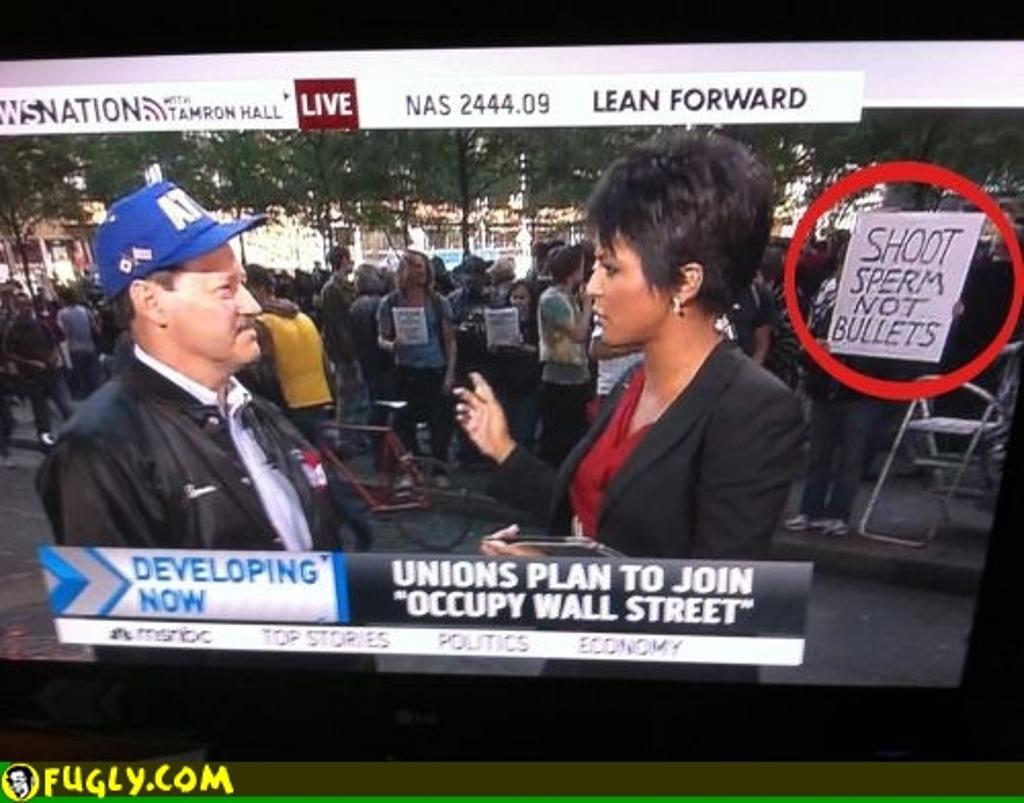 WSNATION WITH TAMRON HALL LIVE NAS 2444.09 LEAN FORWARD
SHOOT
SPERM
NOT
BULLETS
DEVELOPING
NOW
UNIONS PLAN TO JOIN
"OCCUPY WALL STREET"
msnbc TOP STORIES POLITICS ECONOMY
FUGLY.COM